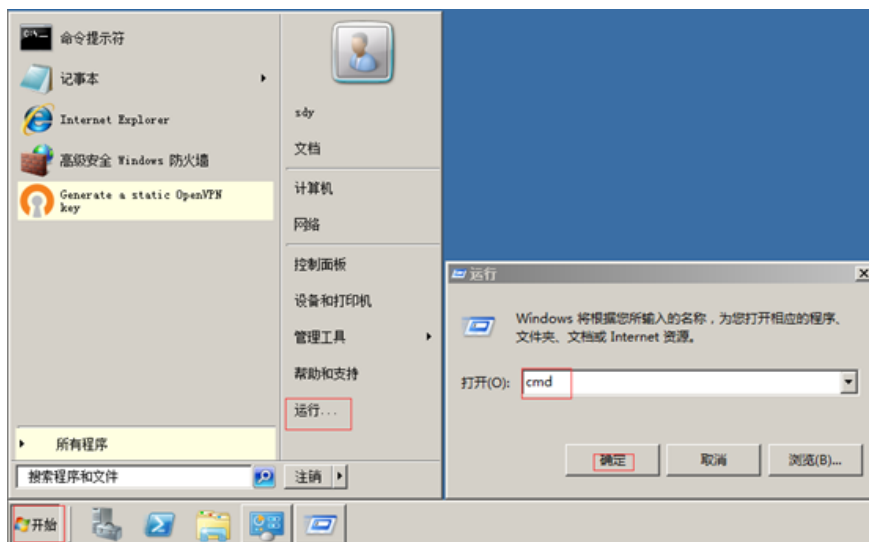 命令提示符
记事本
Internet Explorer
高级安全 Windows 防火墙
Generate a static OpenVPN
key
所有程序
搜索程序和文件
sdy
文档
计算机
网络
控制面板
设备和打印机
管理工具
帮助和支持
运行...
注销
运行
Windows 将根据您所输入的名称，为您打开相应的程序、
文件夹、文档或 Internet 资源。
打开(O): cmd
确定 取消 浏览(B)...
开始